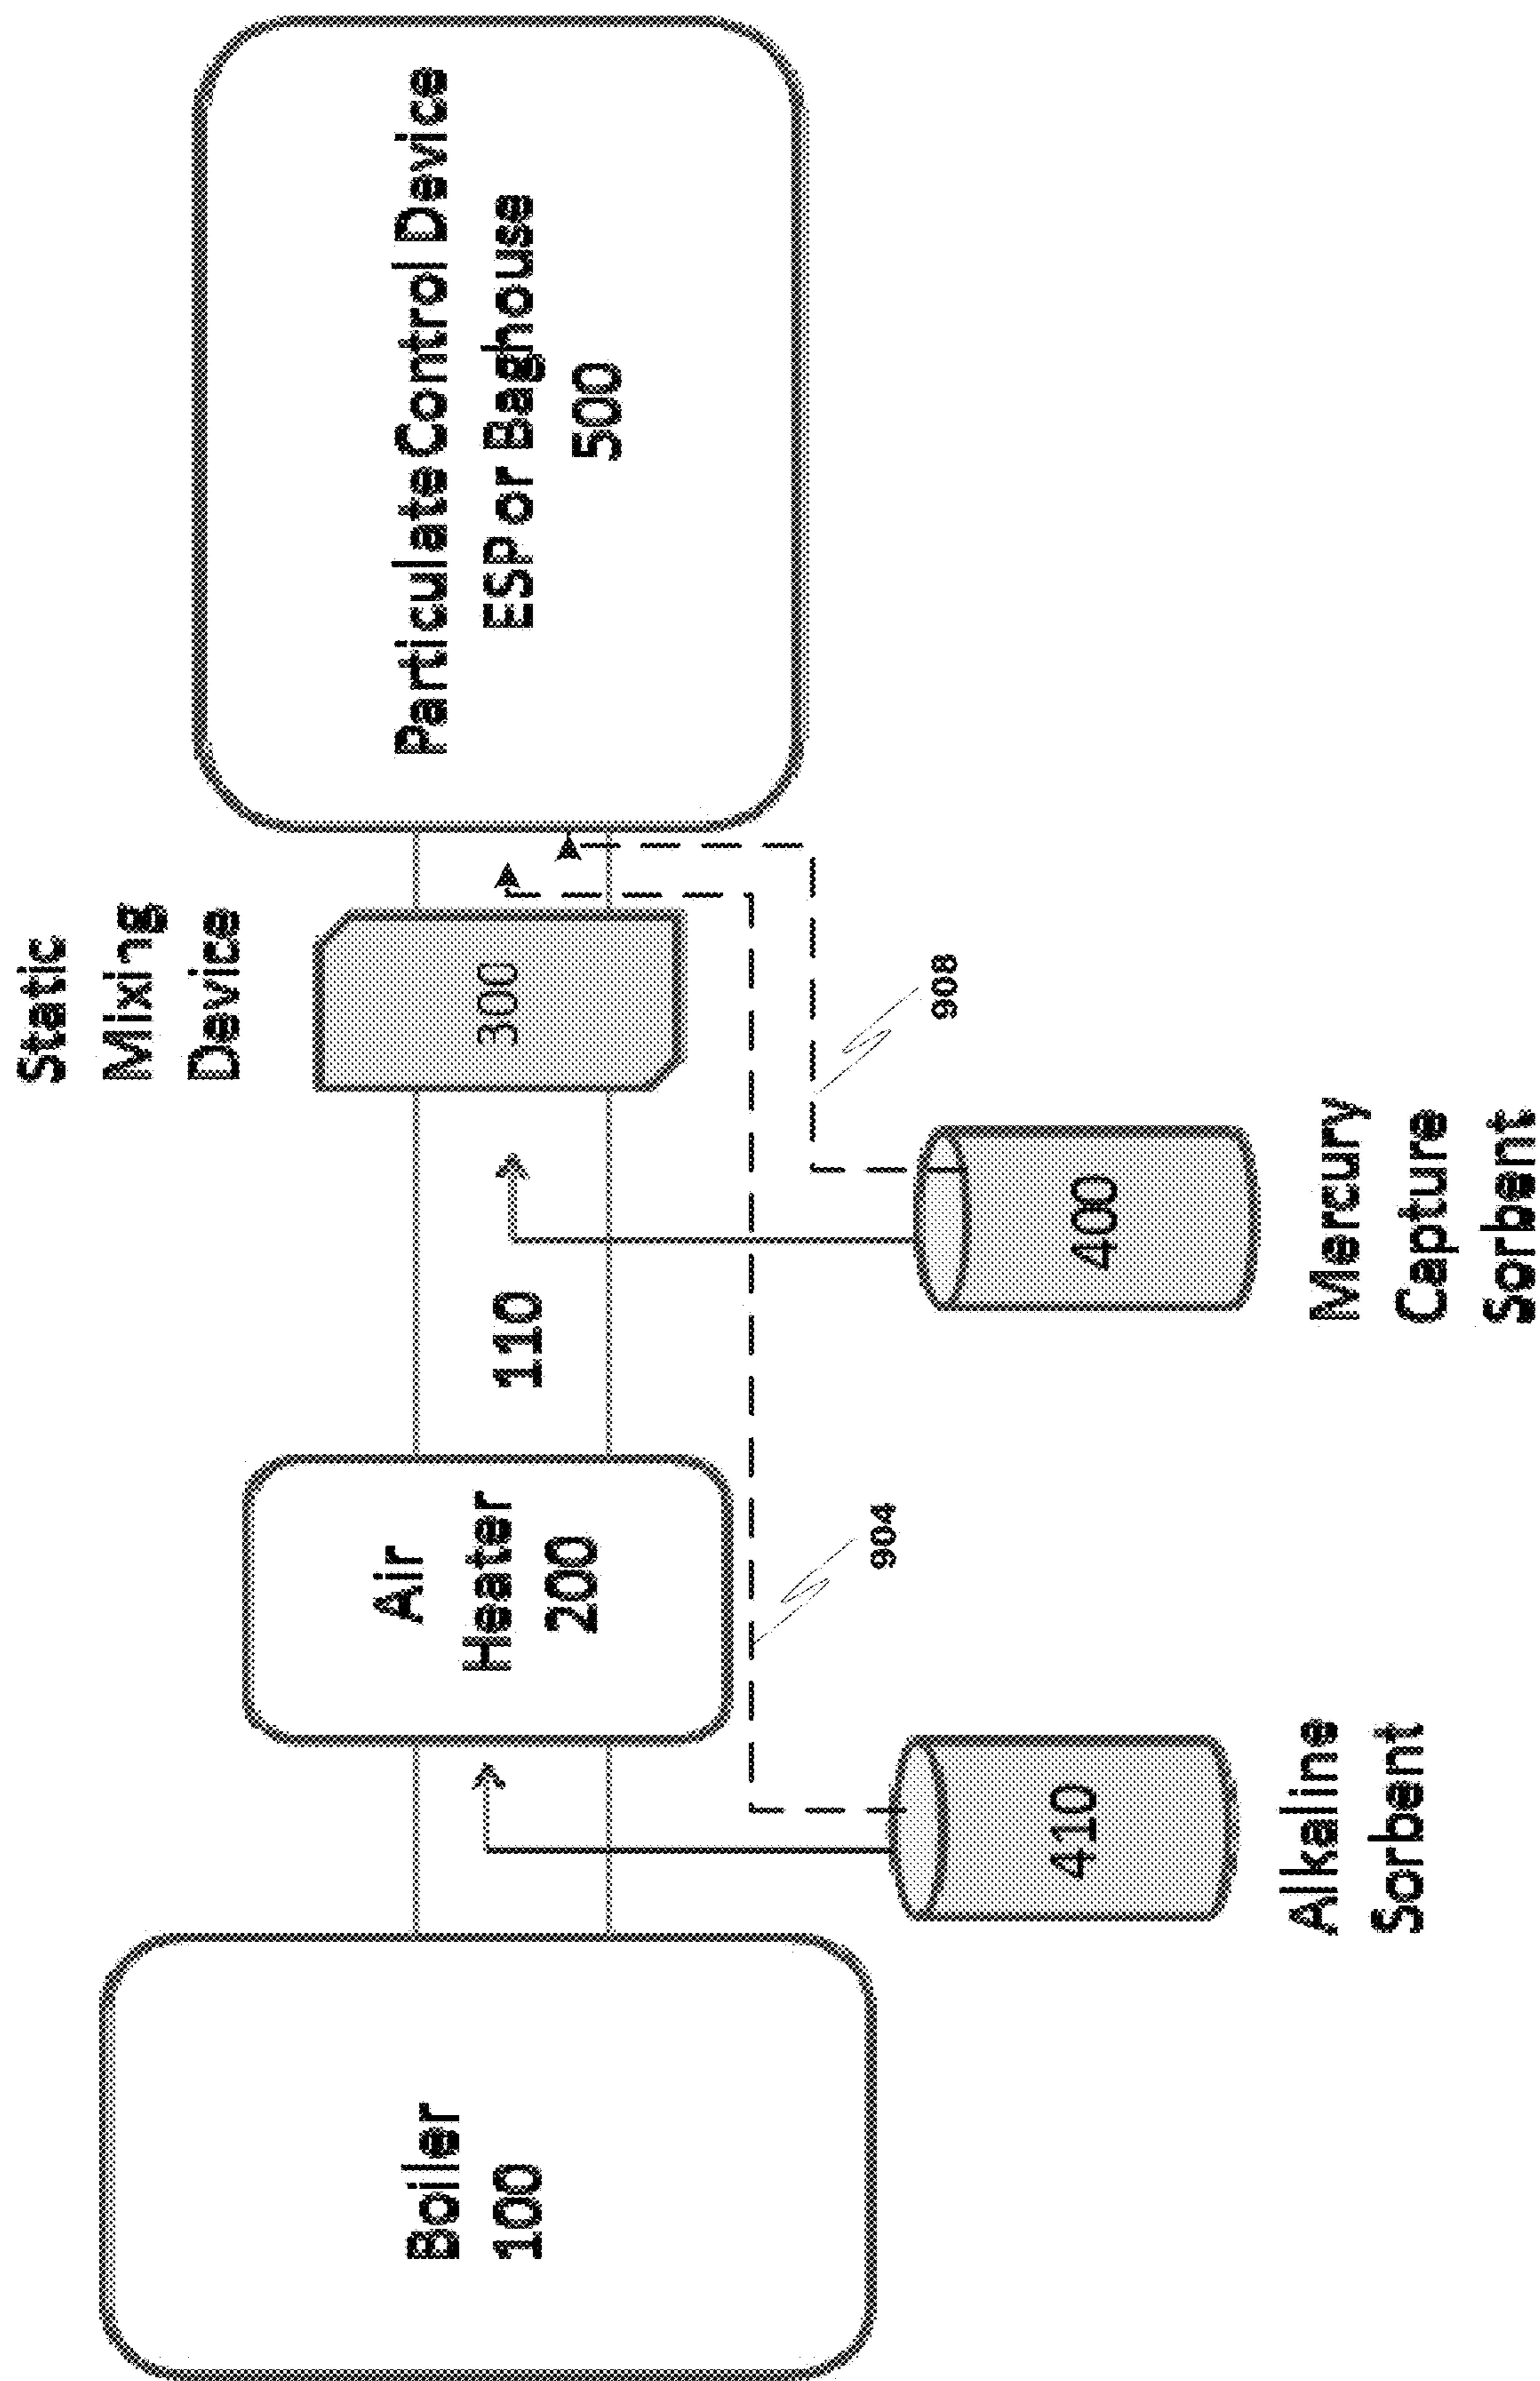 Boiler
100
Air
Heater
200
110
Static
Mixing
Device
300
Particulate Control Device
ESP or Baghouse
500
Alkaline
Sorbent
410
904
Mercury
Capture
Sorbent
400
908